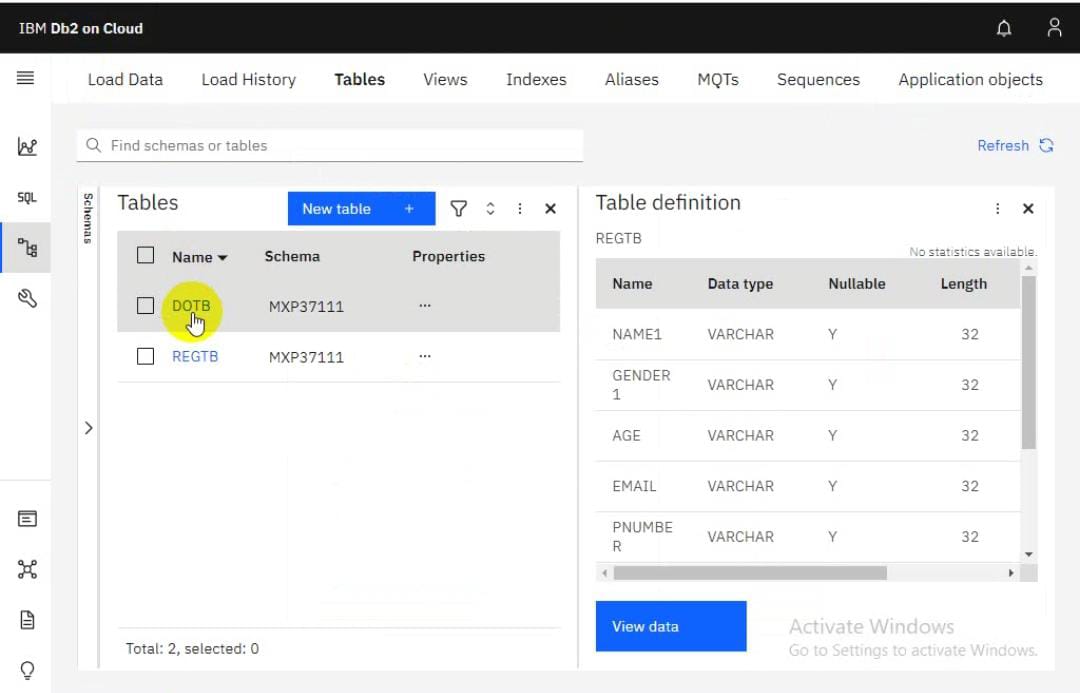 IBM Db2 on Cloud
Load Data Load History Tables Views Indexes Aliases MQTs Sequences Application objects
Find schemas or tables
Refresh
SQL
Schemas
Tables
New table +
Name Schema Properties
DOTB MXP37111 ...
REGTB MXP37111 ...
Total: 2, selected: 0
Table definition
REGTB
No statistics available.
Name Data type Nullable Length
NAME1 VARCHAR Y 32
GENDER
1 VARCHAR Y 32
AGE VARCHAR Y 32
EMAIL VARCHAR Y 32
PNUMBE
R VARCHAR Y 32
View data
Activate Windows
Go to Settings to activate Windows.